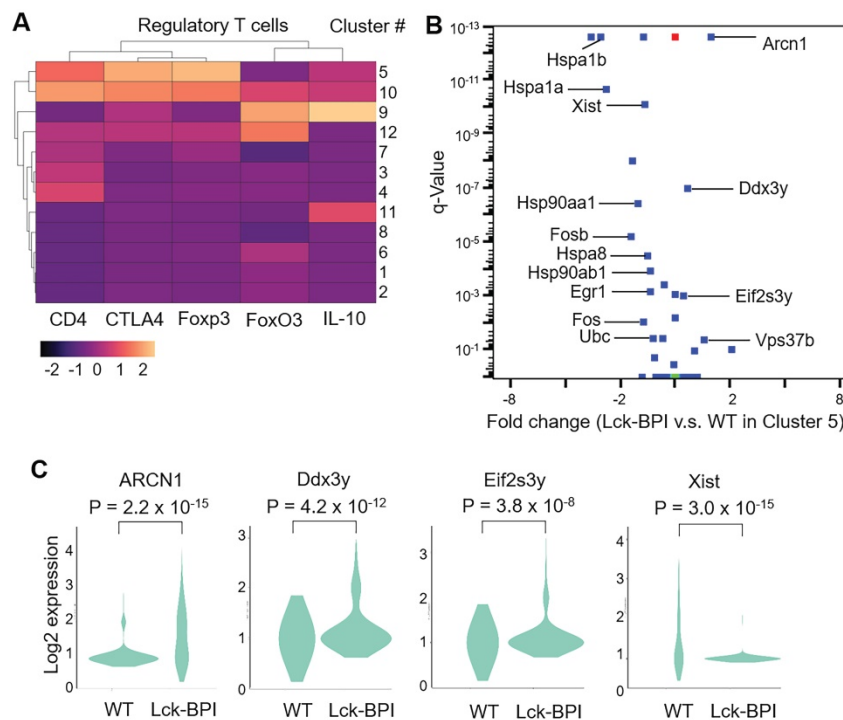 A
Regulatory T cells
Cluster #
5
10
9
12
7
3
4
11
8
6
1
2
CD4 CTLA4 Foxp3 FoxO3 IL-10
-2 -1 0 1 2
B
q-Value
10-13
10-11
10-9
10-7
10-5
10-3
10-1
Arcn1
Hspa1b
Hspa1a
Xist
Ddx3y
Hsp90aa1
Fosb
Hspa8
Hsp90ab1
Egr1
Eif2s3y
Fos
Ubc
Vps37b
-8 -2 2 8
Fold change (Lck-BPI v.s. WT in Cluster 5)
C
ARCN1
P = 2.2 x 10-15
Log2 expression
4
3
2
1
0
WT Lck-BPI
Ddx3y
P = 4.2 x 10-12
3
2
1
0
WT Lck-BPI
Eif2s3y
P = 3.8 x 10-8
3
2
1
0
WT Lck-BPI
Xist
P = 3.0 x 10-15
4
3
2
1
0
WT Lck-BPI